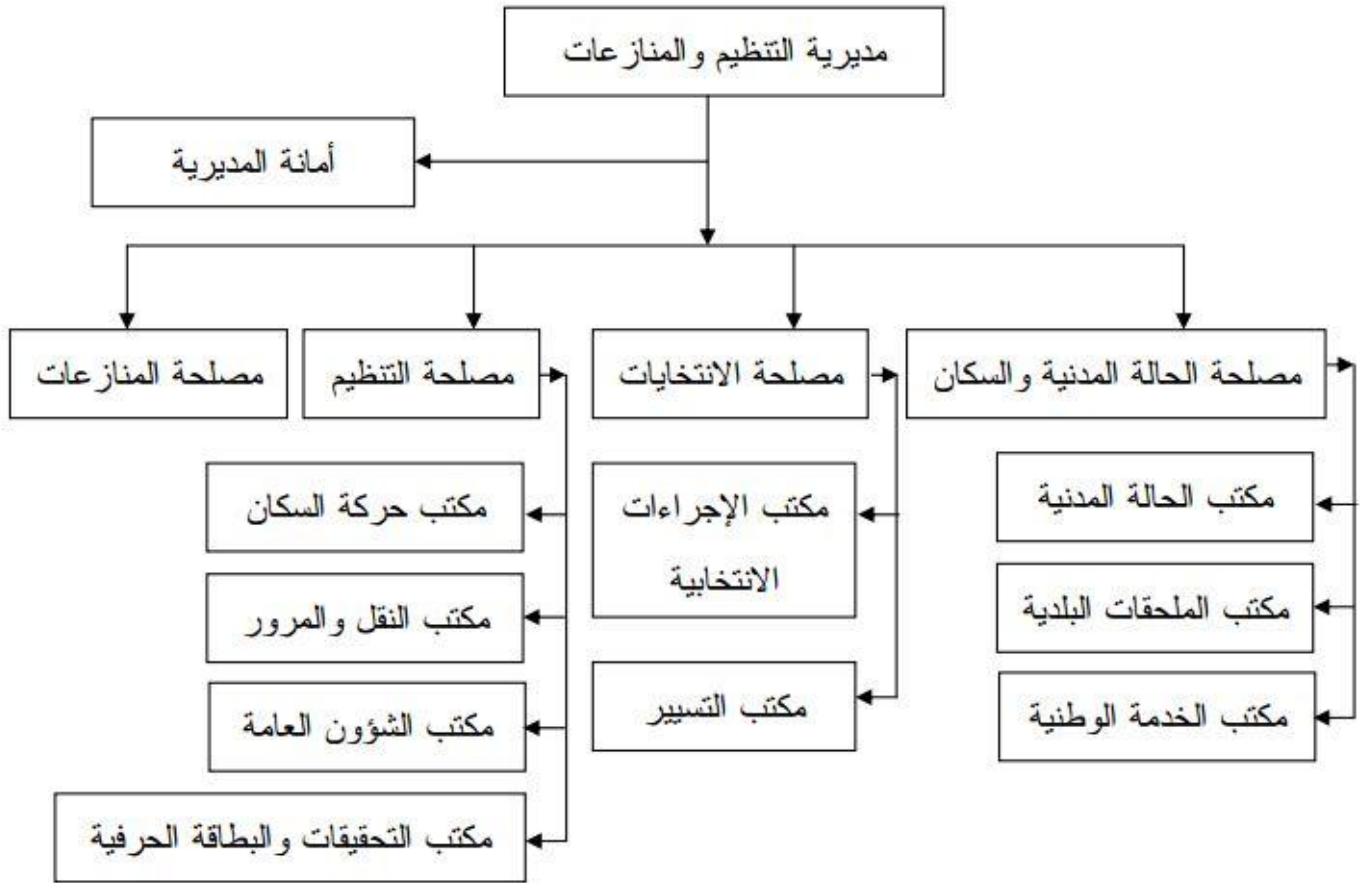 مديرية التنظيم والمنازعات
أمانة المديرية
مصلحة الحالة المدنية والسكان
مصلحة الانتخابات
مصلحة التنظيم
مصلحة المنازعات
مكتب الحالة المدنية
مكتب الملحقات البلدية
مكتب الخدمة الوطنية
مكتب الإجراءات
الانتخابية
مكتب التسيير
مكتب حركة السكان
مكتب النقل والمرور
مكتب الشؤون العامة
مكتب التحقيقات والبطاقة الحرفية